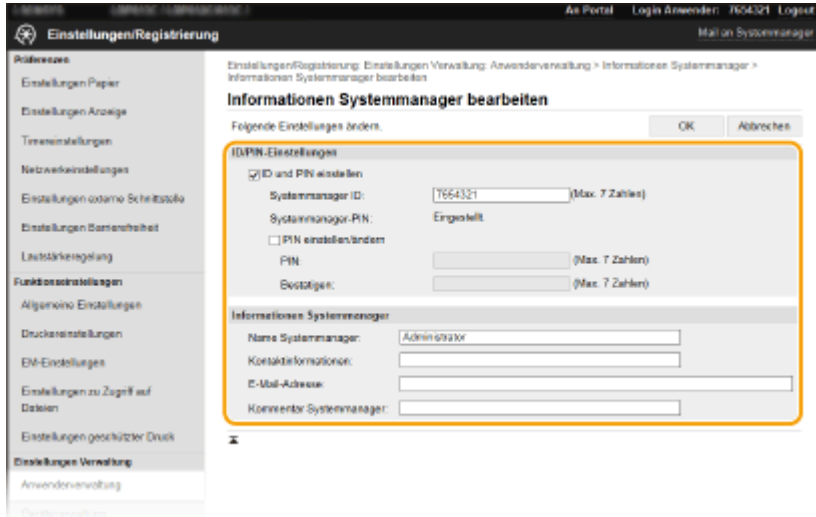 An Portal Login Anwender: 7654321 Logout
Einstellungen/Registrierung
Mail an Systemmanager
Präferenzen
Einstellungen Papier
Einstellungen Anzeige
Timereinstellungen
Netzwerkeinstellungen
Einstellungen externe Schnittstelle
Einstellungen Barrierefreiheit
Lautstärkeregelung
Funktionseinstellungen
Allgemeine Einstellungen
Druckereinstellungen
EM-Einstellungen
Einstellungen zu Zugriff auf
Dateien
Einstellungen geschützter Druck
Einstellungen Verwaltung
Anwenderverwaltung
Einstellungen/Registrierung: Einstellungen Verwaltung: Anwenderverwaltung > Informationen Systemmanager >
Informationen Systemmanager bearbeiten
Informationen Systemmanager bearbeiten
Folgende Einstellungen ändern.
OK
Abbrechen
ID/PIN-Einstellungen
ID und PIN einstellen
Systemmanager ID: 7654321 (Max. 7 Zahlen)
Systemmanager-PIN: Eingestellt
PIN einstellen/ändern
PIN: (Max. 7 Zahlen)
Bestätigen: (Max. 7 Zahlen)
Informationen Systemmanager
Name Systemmanager: Administrator
Kontaktinformationen:
E-Mail-Adresse:
Kommentar Systemmanager: